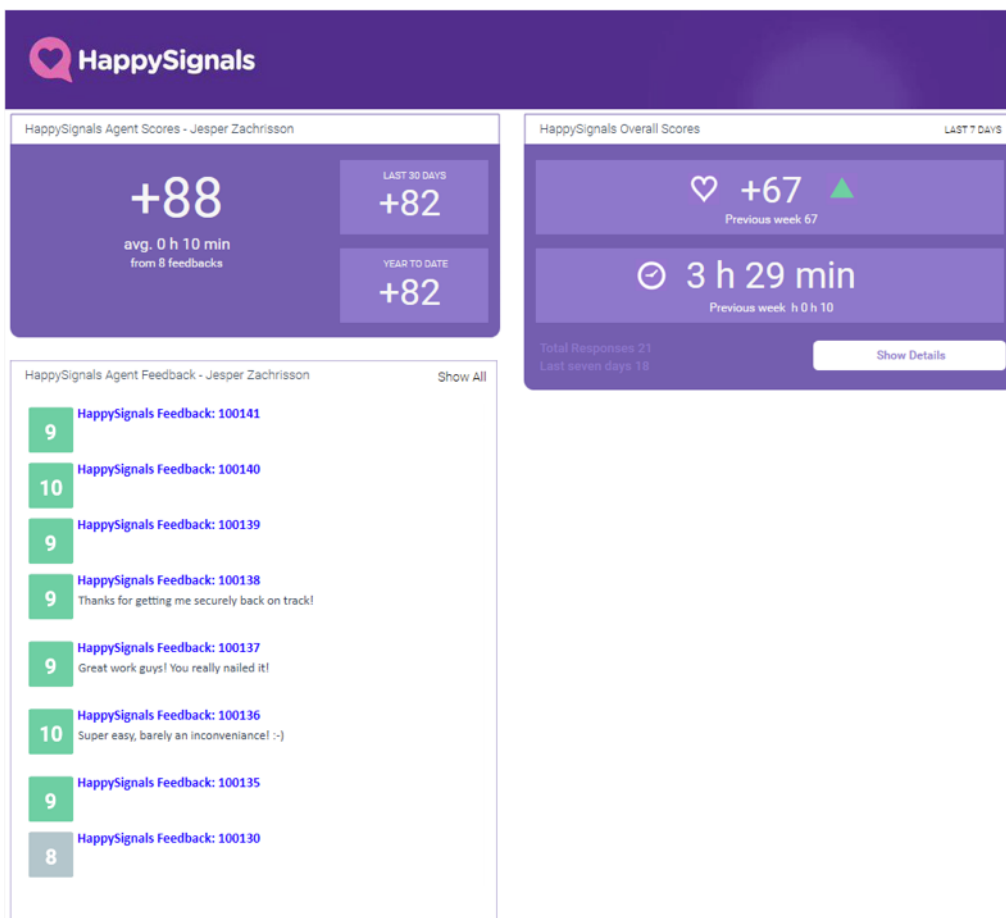 HappySignals
HappySignals Agent Scores - Jesper Zachrisson
+88
avg. 0 h 10 min
from 8 feedbacks
LAST 30 DAYS
+82
YEAR TO DATE
+82
HappySignals Overall Scores
LAST 7 DAYS
+67
Previous week 67
3 h 29 min
Previous week h 0 h 10
Total Responses 21
Last seven days 18
Show Details
HappySignals Agent Feedback - Jesper Zachrisson
Show All
9
HappySignals Feedback: 100141
10
HappySignals Feedback: 100140
9
HappySignals Feedback: 100139
9
HappySignals Feedback: 100138
Thanks for getting me securely back on track!
9
HappySignals Feedback: 100137
Great work guys! You really nailed it!
10
HappySignals Feedback: 100136
Super easy, barely an inconveniance! :-)
9
HappySignals Feedback: 100135
8
HappySignals Feedback: 100130